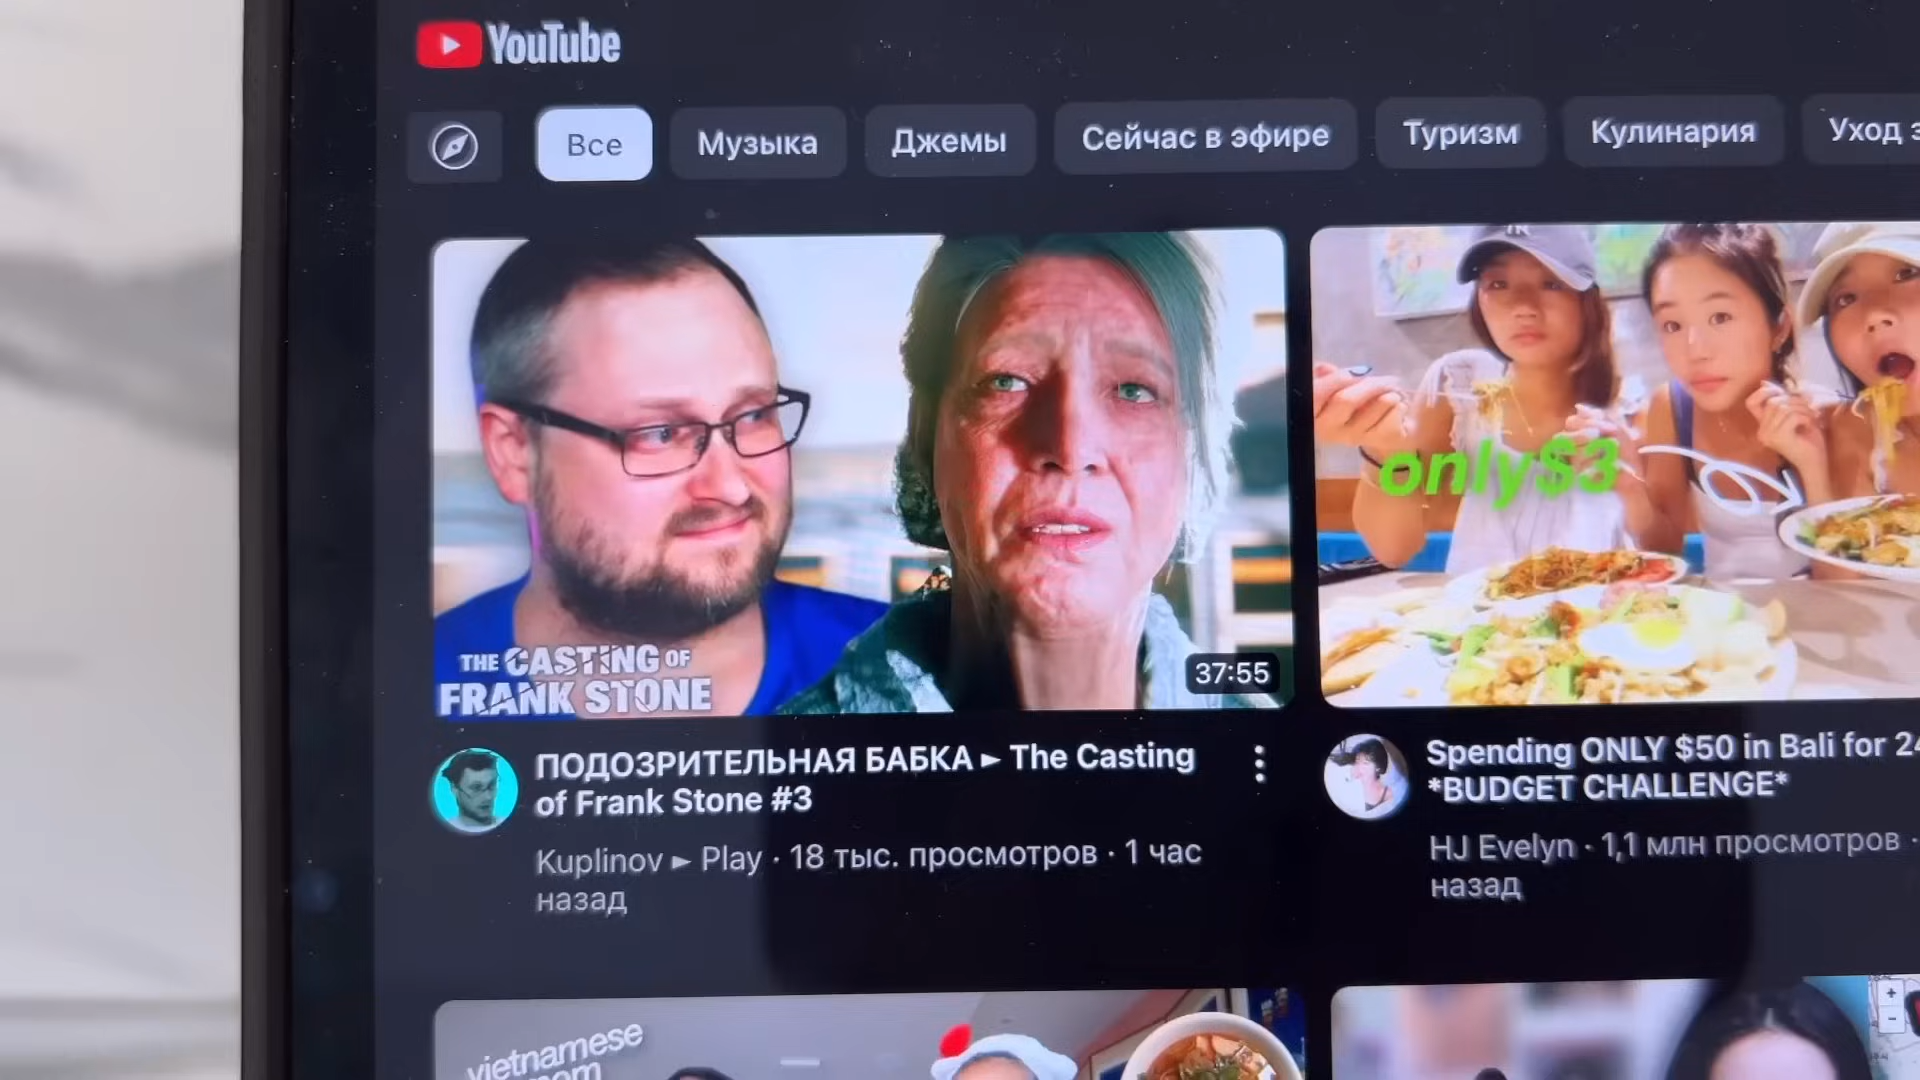 YouTube
Все
Музыка
Джемы
Сейчас в эфире
Туризм
Кулинария
Уход
THE CASTING OF
FRANK STONE
37:55
only$3
ПОДОЗРИТЕЛЬНАЯ БАБКА ► The Casting
of Frank Stone #3
Kuplinov ► Play · 18 тыс. просмотров · 1 час
назад
Spending ONLY $50 in Bali for
*BUDGET CHALLENGE*
HJ Evelyn · 1,1 млн просмотров ·
назад
vietnamese